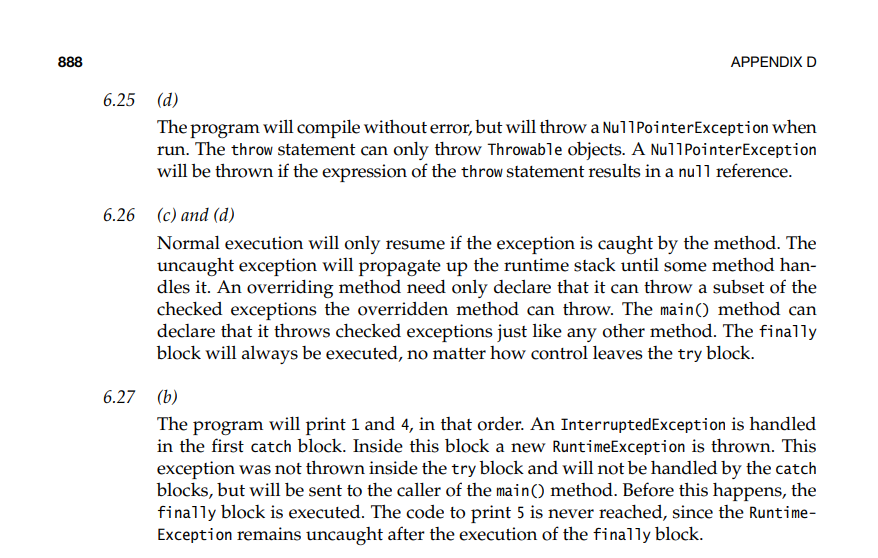 888
APPENDIX D
6.25 (d)
The program will compile without error, but will throw a NullPointerException when
run. The throw statement can only throw Throwable objects. A NullPointerException
will be thrown if the expression of the throw statement results in a null reference.
6.26 (c) and (d)
Normal execution will only resume if the exception is caught by the method. The
uncaught exception will propagate up the runtime stack until some method han-
dles it. An overriding method need only declare that it can throw a subset of the
checked exceptions the overridden method can throw. The main() method can
declare that it throws checked exceptions just like any other method. The finally
block will always be executed, no matter how control leaves the try block.
6.27 (b)
The program will print 1 and 4, in that order. An InterruptedException is handled
in the first catch block. Inside this block a new RuntimeException is thrown. This
exception was not thrown inside the try block and will not be handled by the catch
blocks, but will be sent to the caller of the main() method. Before this happens, the
finally block is executed. The code to print 5 is never reached, since the Runtime-
Exception remains uncaught after the execution of the finally block.